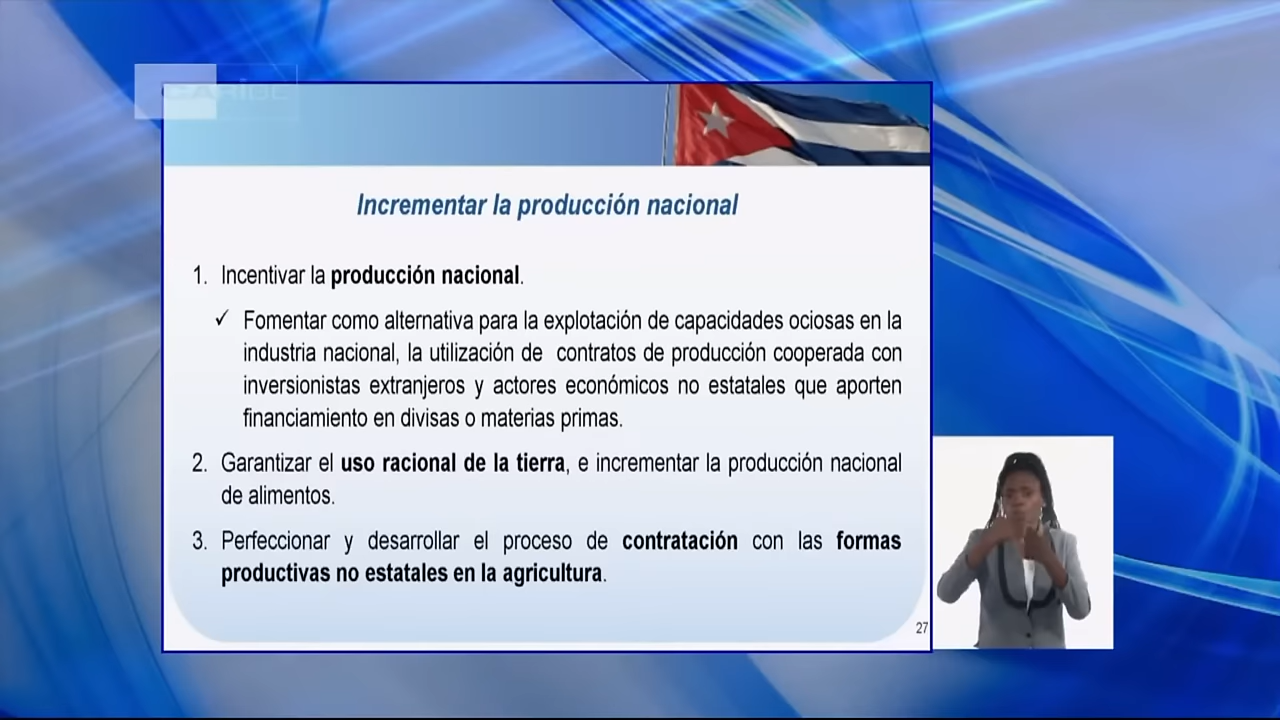 CARIBE
Incrementar la producción nacional
1. Incentivar la producción nacional.
✓ Fomentar como alternativa para la explotación de capacidades ociosas en la
industria nacional, la utilización de contratos de producción cooperada con
inversionistas extranjeros y actores económicos no estatales que aporten
financiamiento en divisas o materias primas.
2. Garantizar el uso racional de la tierra, e incrementar la producción nacional
de alimentos.
3. Perfeccionar y desarrollar el proceso de contratación con las formas
productivas no estatales en la agricultura.
27